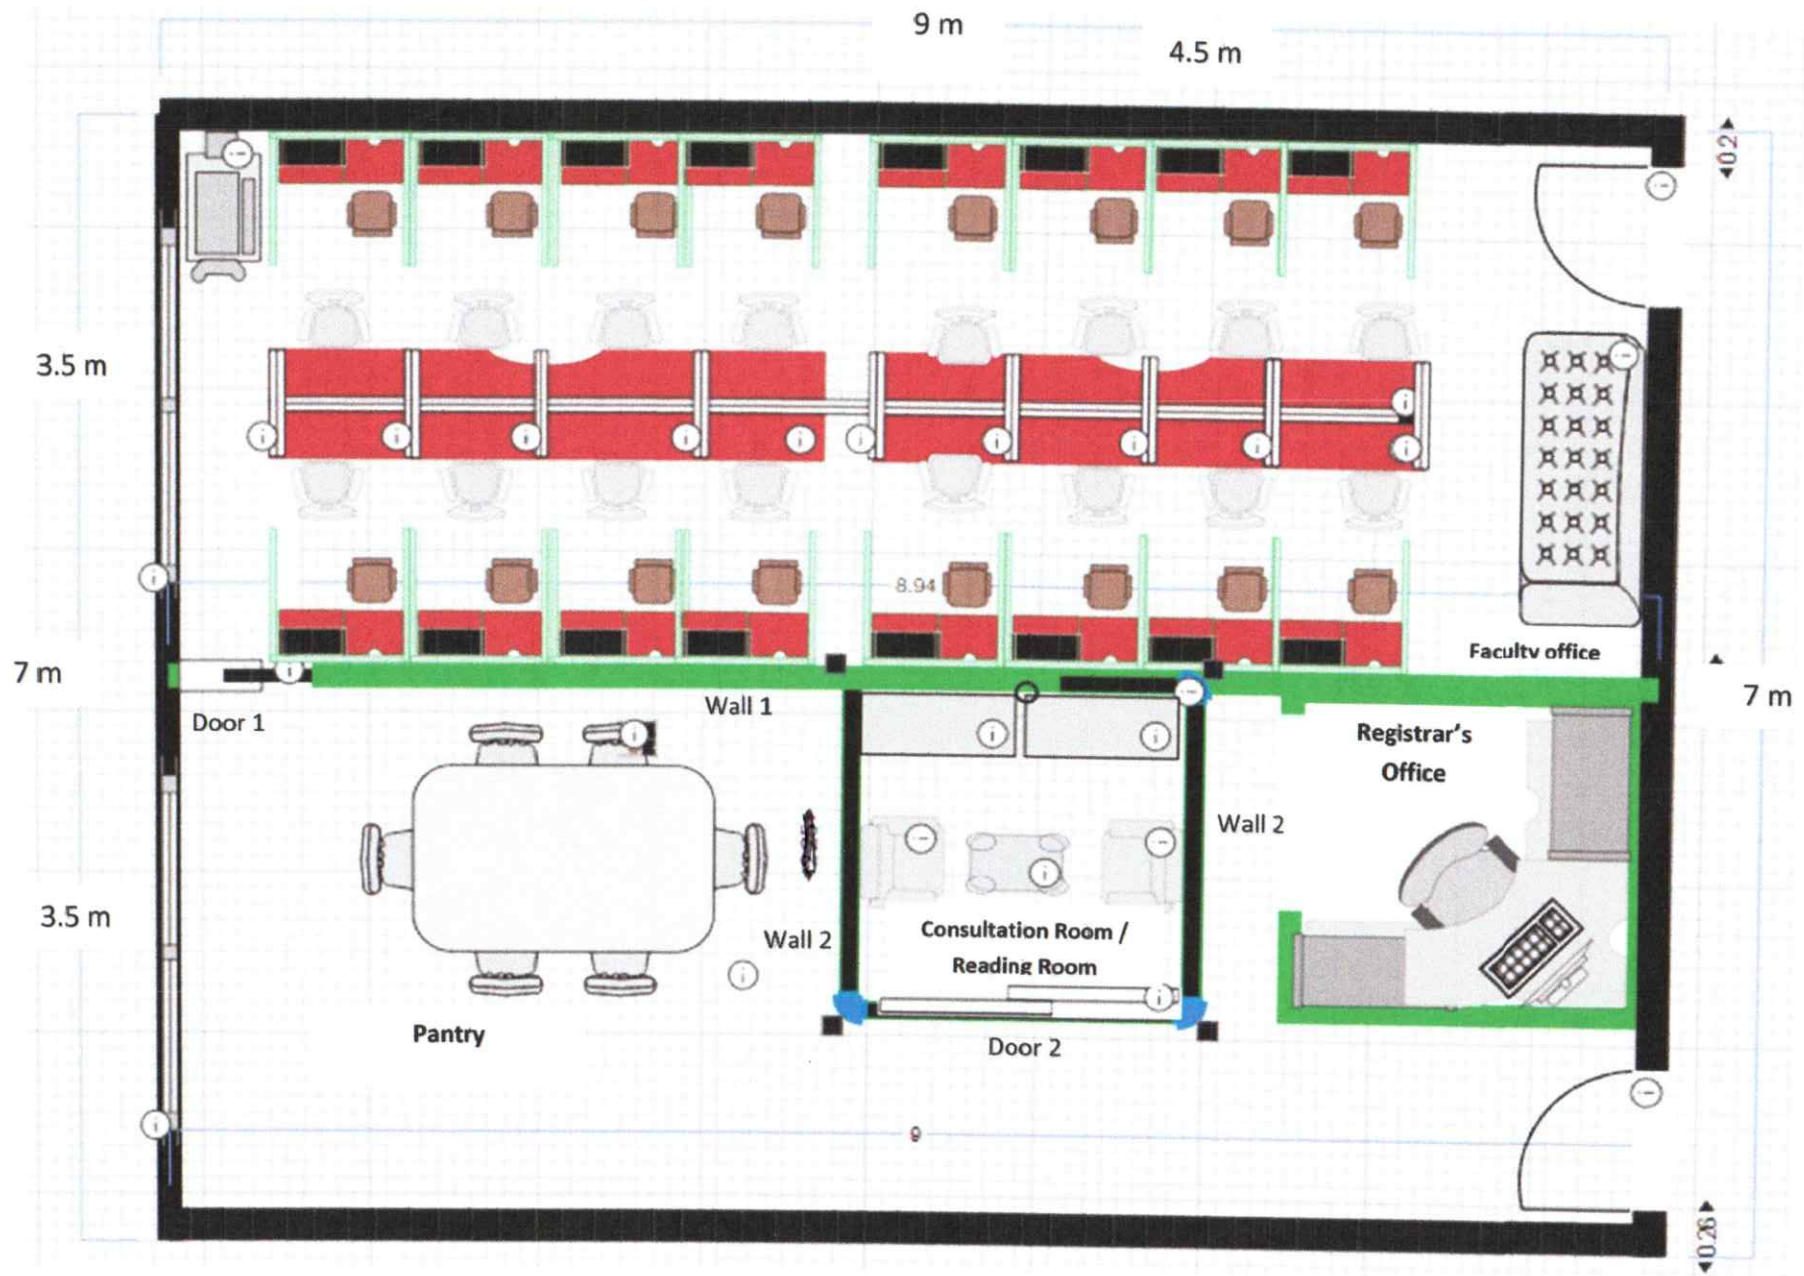 9 m
4.5 m
0.2
3.5 m
8.94
Faculty office
7 m
Door 1
Wall 1
Registrar's
Office
7 m
Wall 2
3.5 m
Wall 2
Consultation Room /
Reading Room
Pantry
Door 2
9
0.26